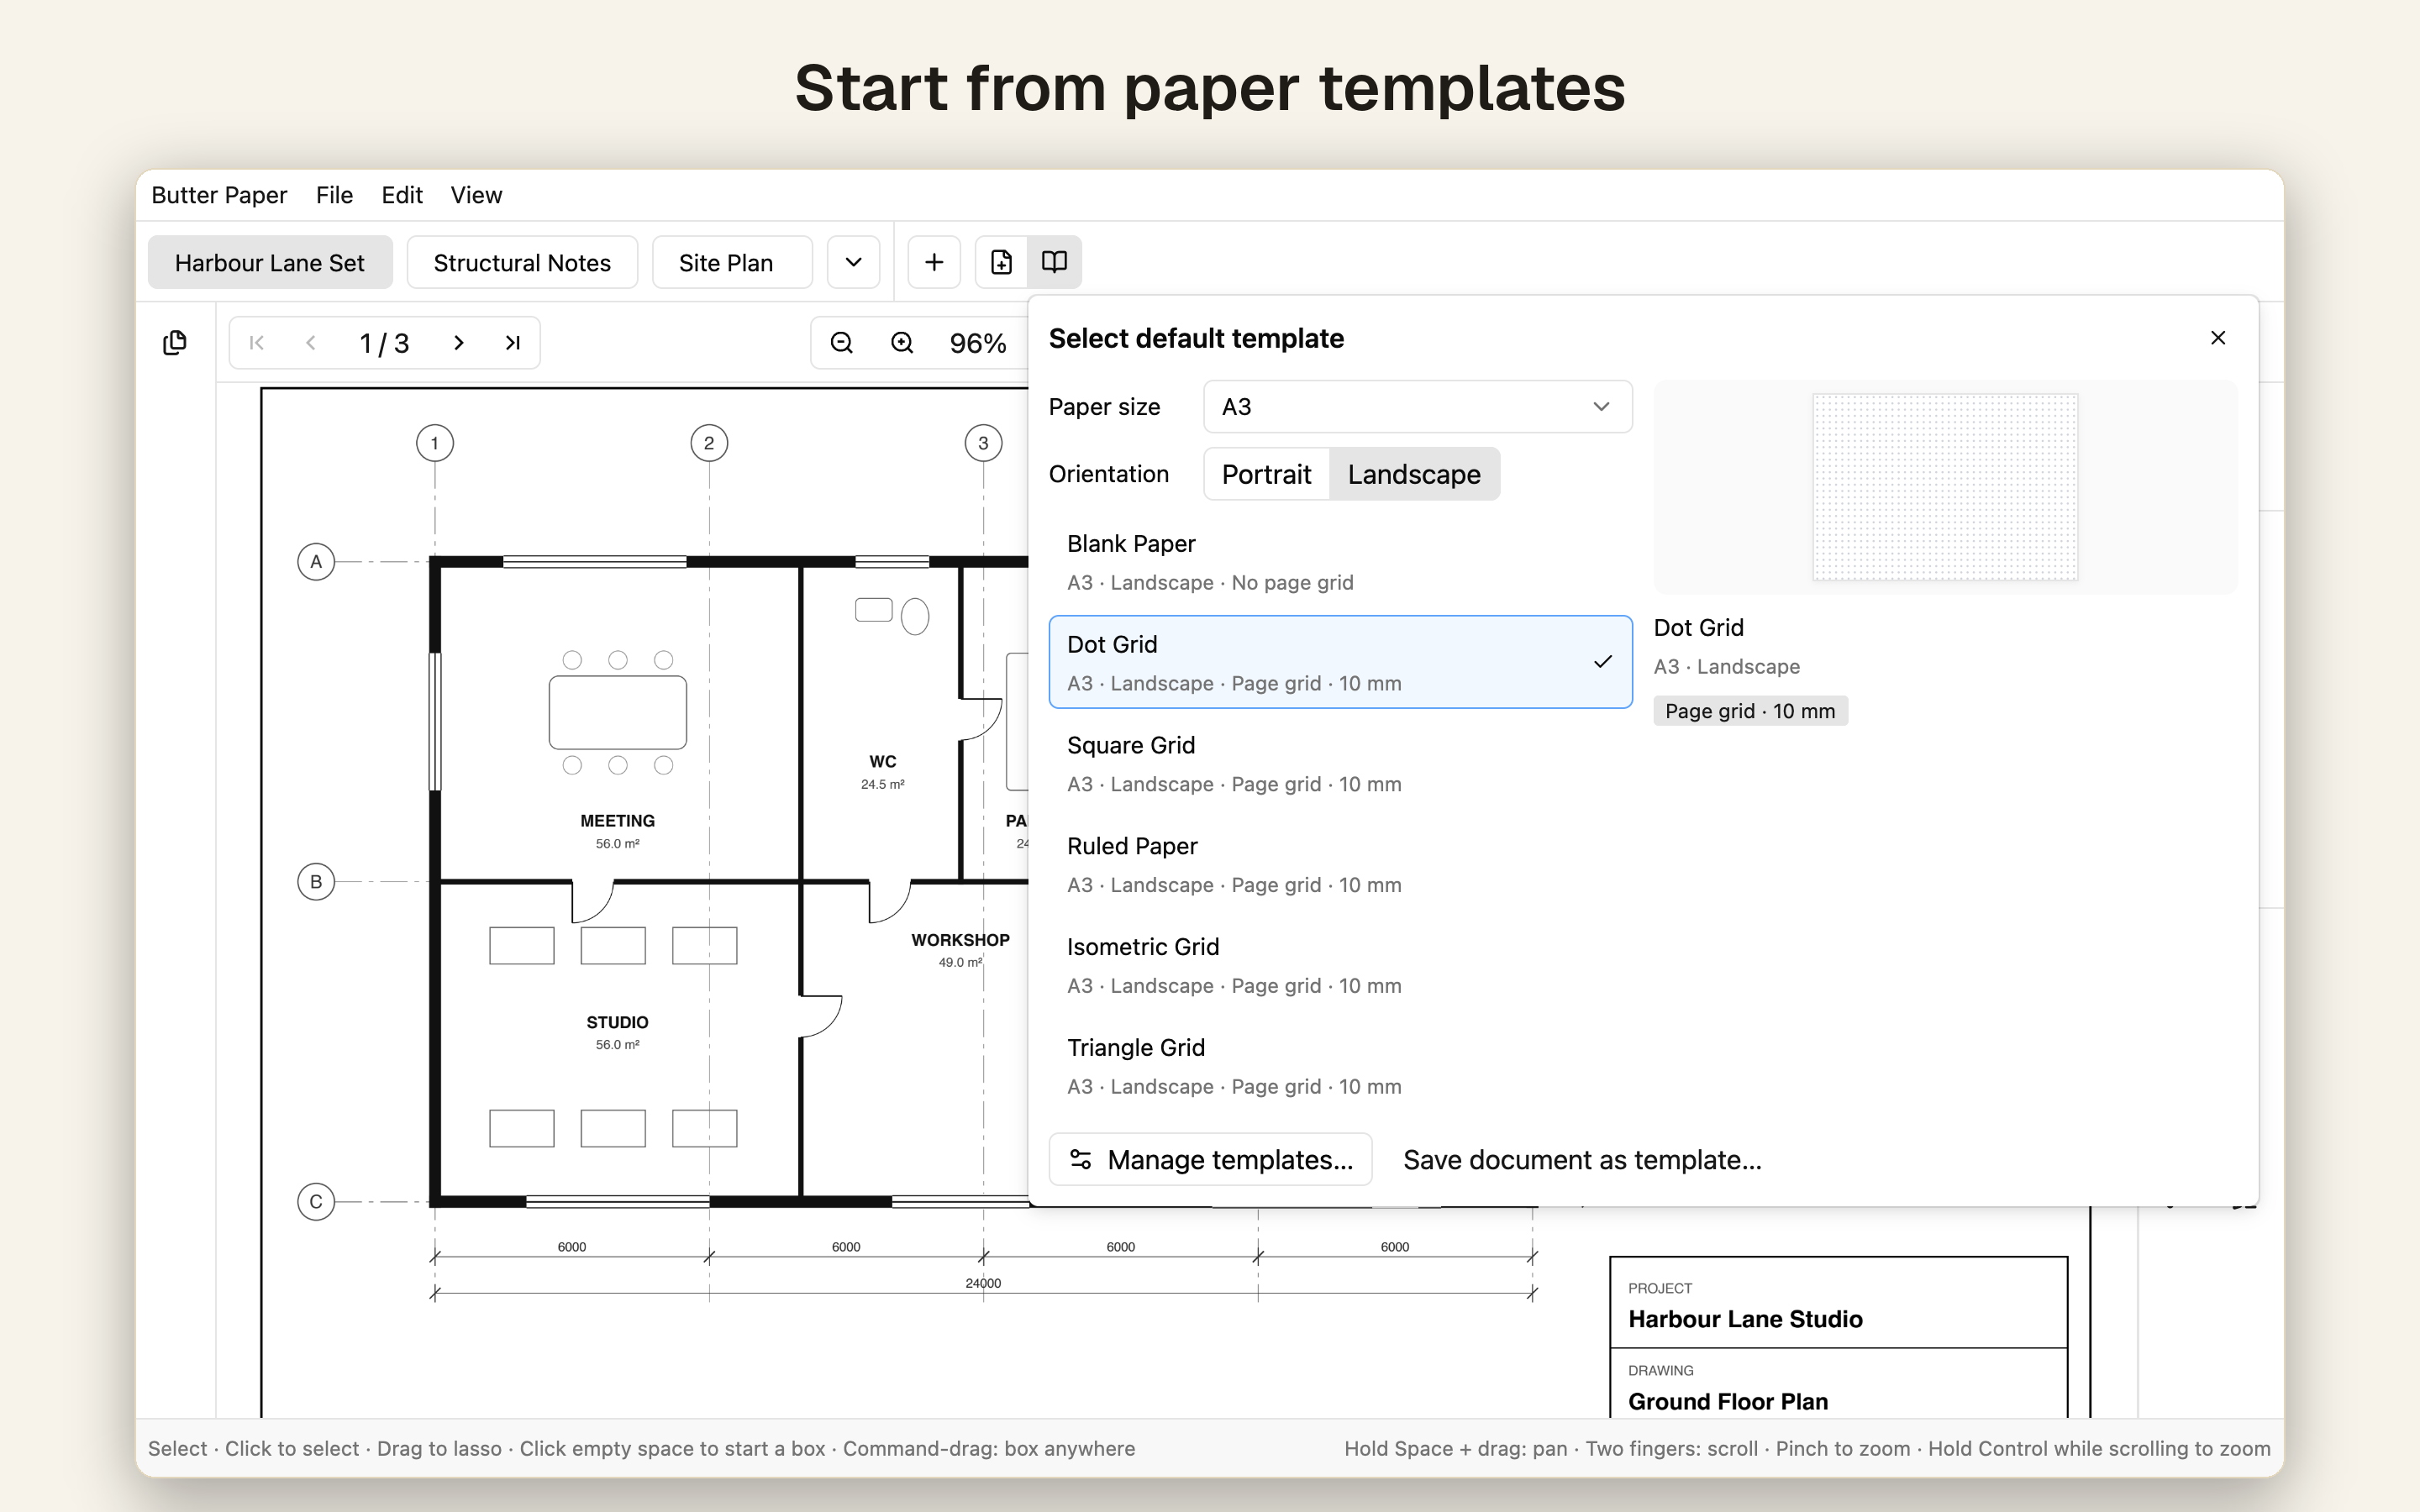 Start from paper templates
Butter Paper File Edit View
Harbour Lane Set Structural Notes Site Plan
1 / 3 96%
Select default template
Paper size A3
Orientation Portrait Landscape
Blank Paper
A3 · Landscape · No page grid
Dot Grid
A3 · Landscape · Page grid · 10 mm
Square Grid
A3 · Landscape · Page grid · 10 mm
Ruled Paper
A3 · Landscape · Page grid · 10 mm
Isometric Grid
A3 · Landscape · Page grid · 10 mm
Triangle Grid
A3 · Landscape · Page grid · 10 mm
Dot Grid
A3 · Landscape
Page grid · 10 mm
Manage templates... Save document as template...
1 2 3
A
B
C
MEETING
56.0 m²
WC
24.5 m²
STUDIO
56.0 m²
WORKSHOP
49.0 m²
6000 6000 6000 6000
24000
PROJECT
Harbour Lane Studio
DRAWING
Ground Floor Plan
Select · Click to select · Drag to lasso · Click empty space to start a box · Command-drag: box anywhere
Hold Space + drag: pan · Two fingers: scroll · Pinch to zoom · Hold Control while scrolling to zoom